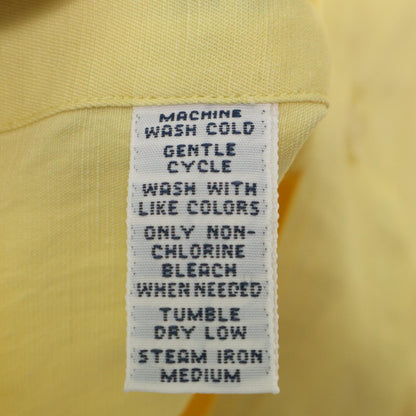 MACHINE
WASH COLD
GENTLE
CYCLE
WASH WITH
LIKE COLORS
ONLY NON-
CHLORINE
BLEACH
WHEN NEEDED
TUMBLE
DRY LOW
STEAM IRON
MEDIUM